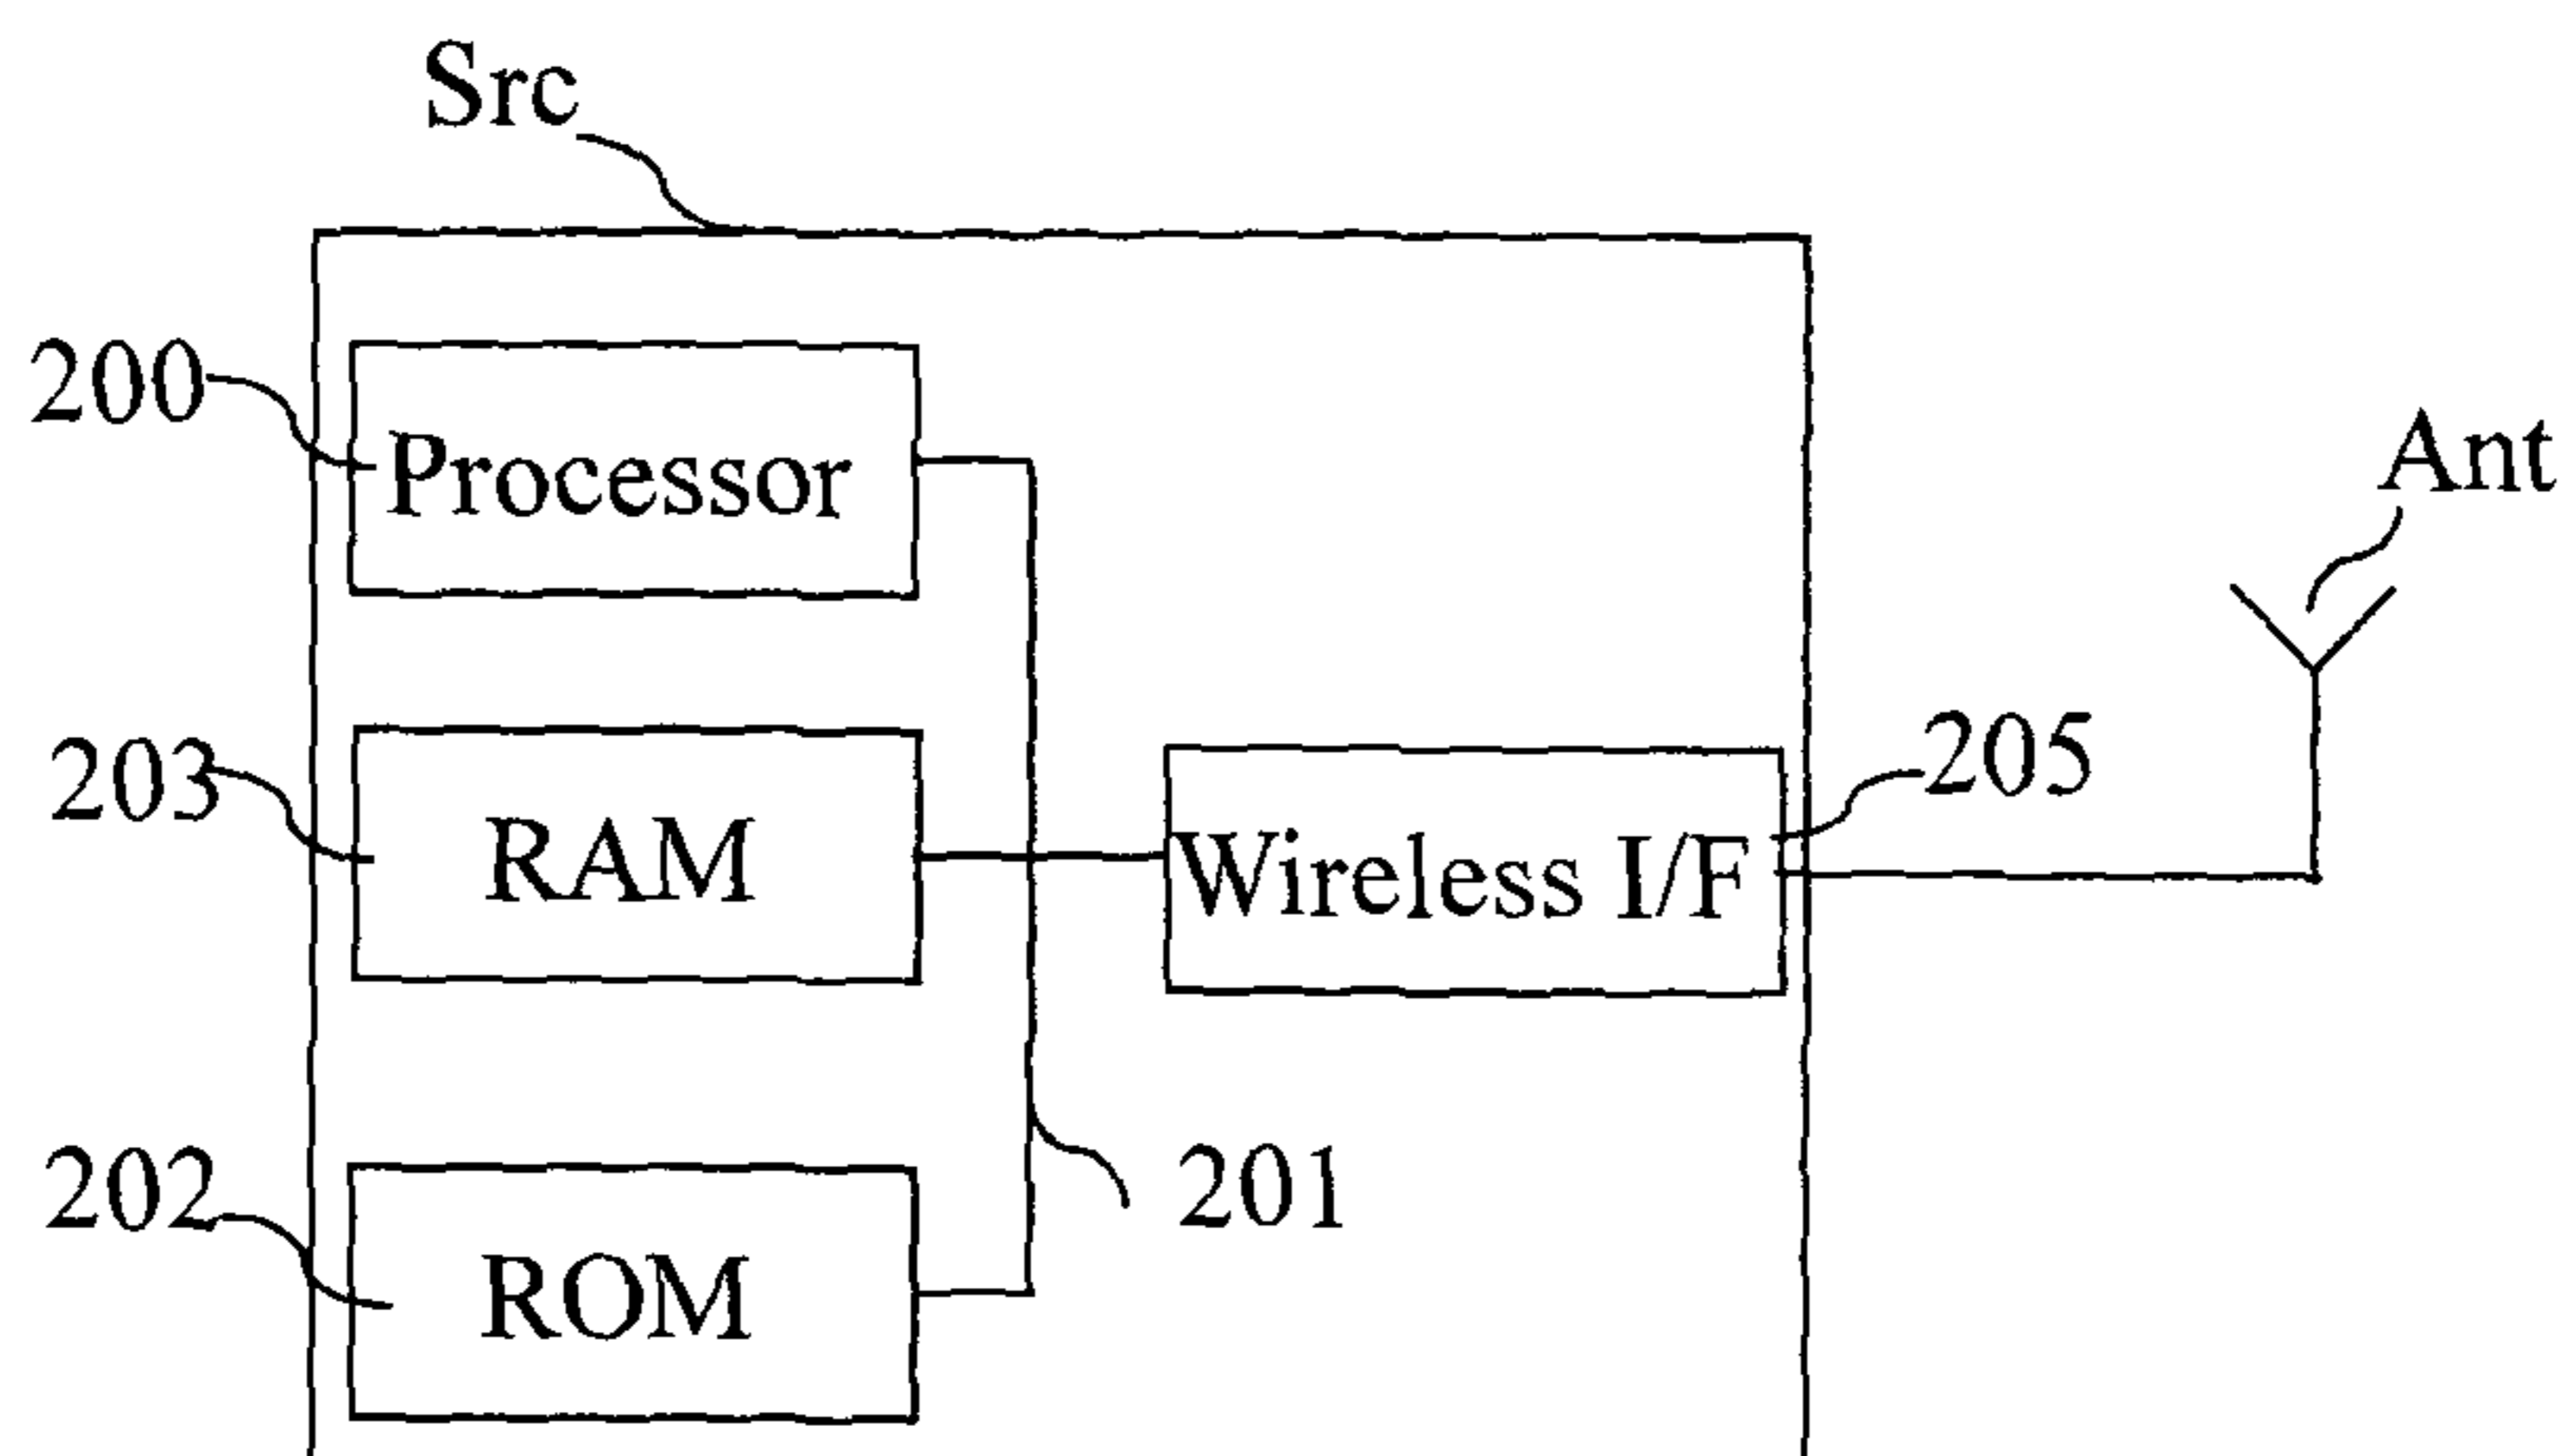 Src
200
Processor
Ant
203
RAM
Wireless I/F
205
202
ROM
201